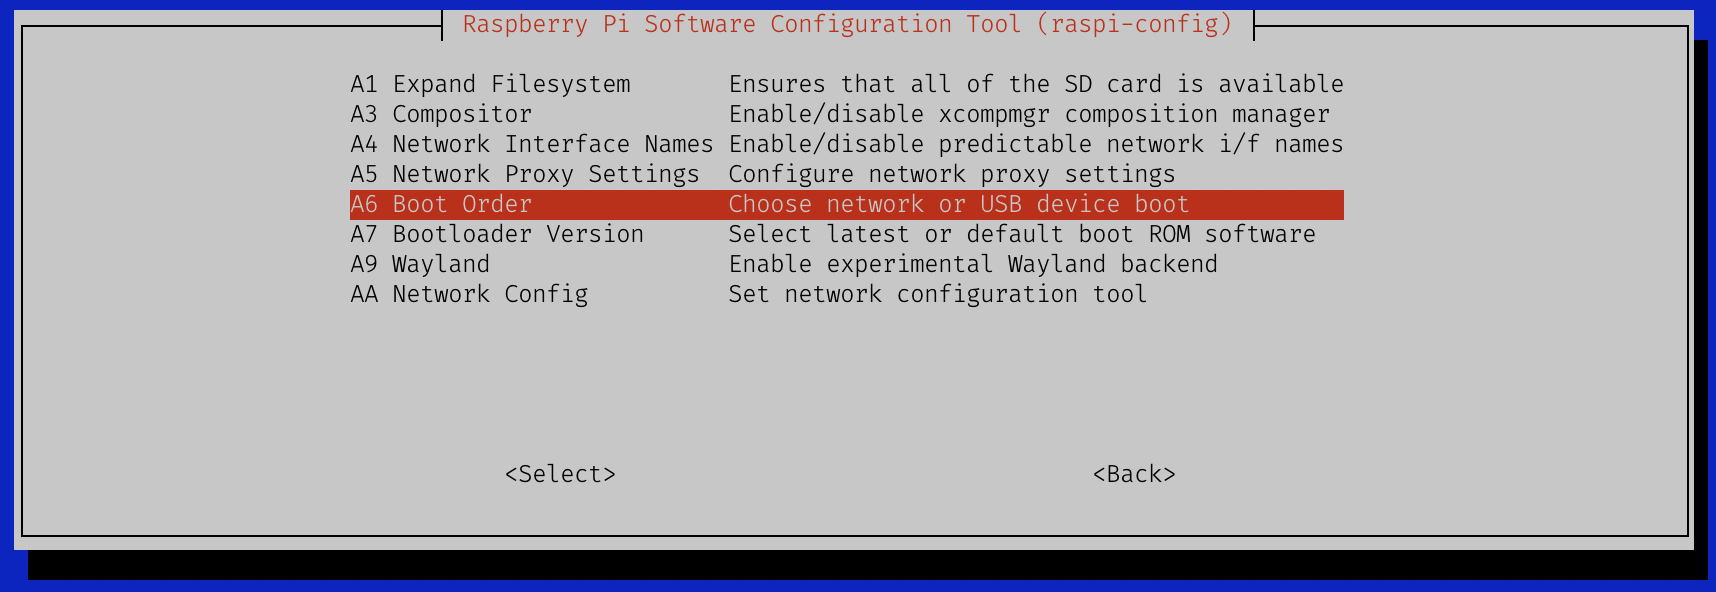 Raspberry Pi Software Configuration Tool (raspi-config)
A1 Expand Filesystem Ensures that all of the SD card is available
A3 Compositor Enable/disable xcompmgr composition manager
A4 Network Interface Names Enable/disable predictable network i/f names
A5 Network Proxy Settings Configure network proxy settings
A6 Boot Order Choose network or USB device boot
A7 Bootloader Version Select latest or default boot ROM software
A9 Wayland Enable experimental Wayland backend
AA Network Config Set network configuration tool
<Select> <Back>